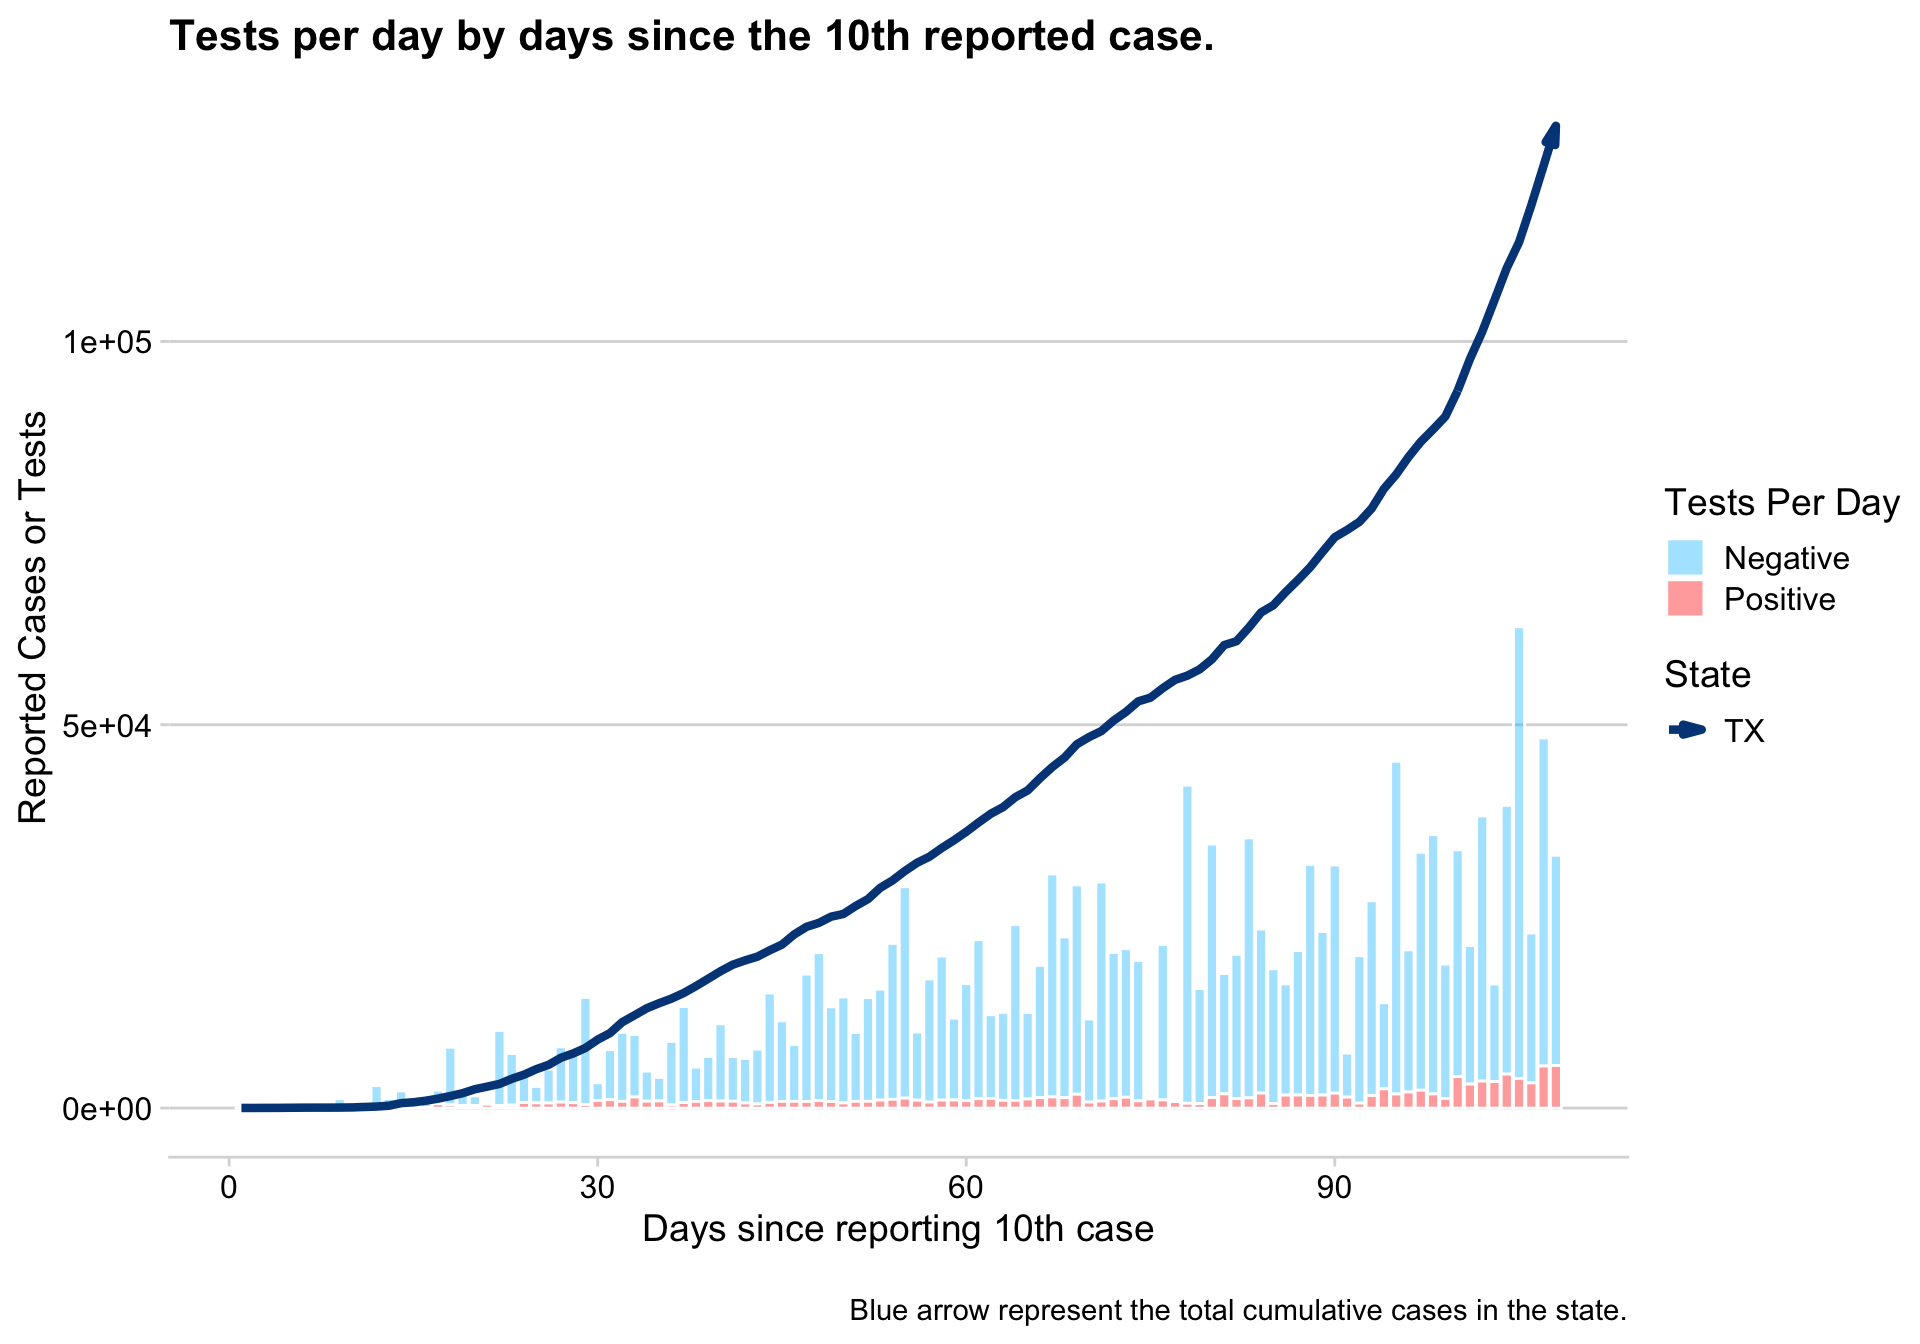 Tests per day by days since the 10th reported case.
1e+05
5e+04
0e+00
Reported Cases or Tests
0
30
60
90
Days since reporting 10th case
Tests Per Day
Negative
Positive
State
TX
Blue arrow represent the total cumulative cases in the state.